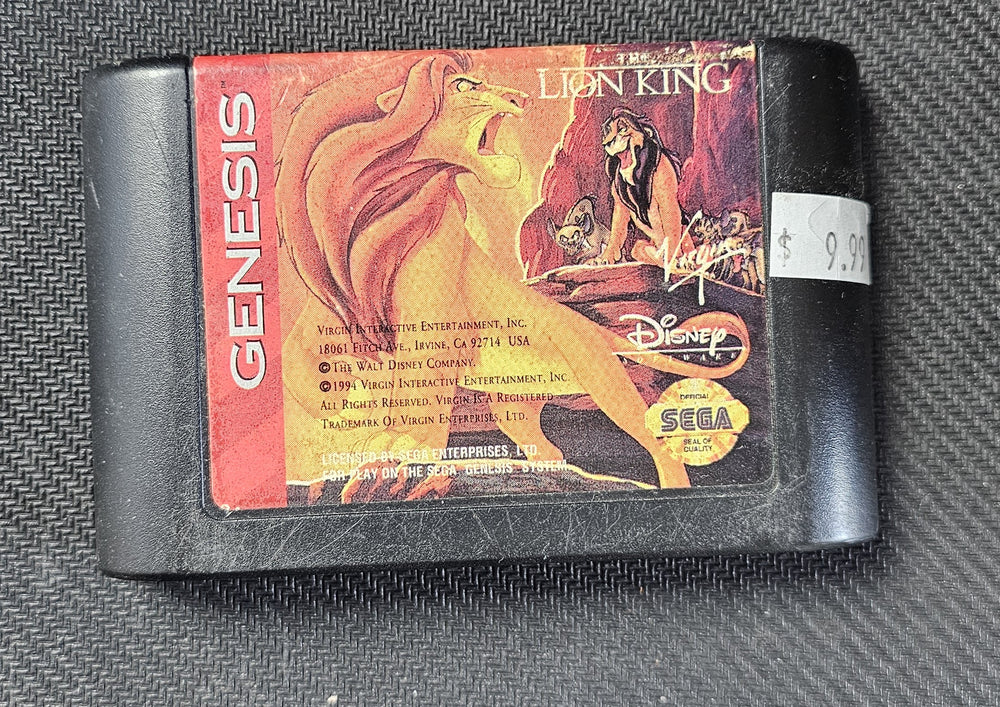 GENESIS™
THE
LION KING
Virgin
$ 9.99
VIRGIN INTERACTIVE ENTERTAINMENT, INC.
18061 FITCH AVE., IRVINE, CA 92714 USA
©THE WALT DISNEY COMPANY.
©1994 VIRGIN INTERACTIVE ENTERTAINMENT, INC.
ALL RIGHTS RESERVED. VIRGIN IS A REGISTERED
TRADEMARK OF VIRGIN ENTERPRISES, LTD.
Disney
OFFICIAL
SEGA
SEAL OF
QUALITY
LICENSED BY SEGA ENTERPRISES, LTD.
FOR PLAY ON THE SEGA GENESIS SYSTEM.